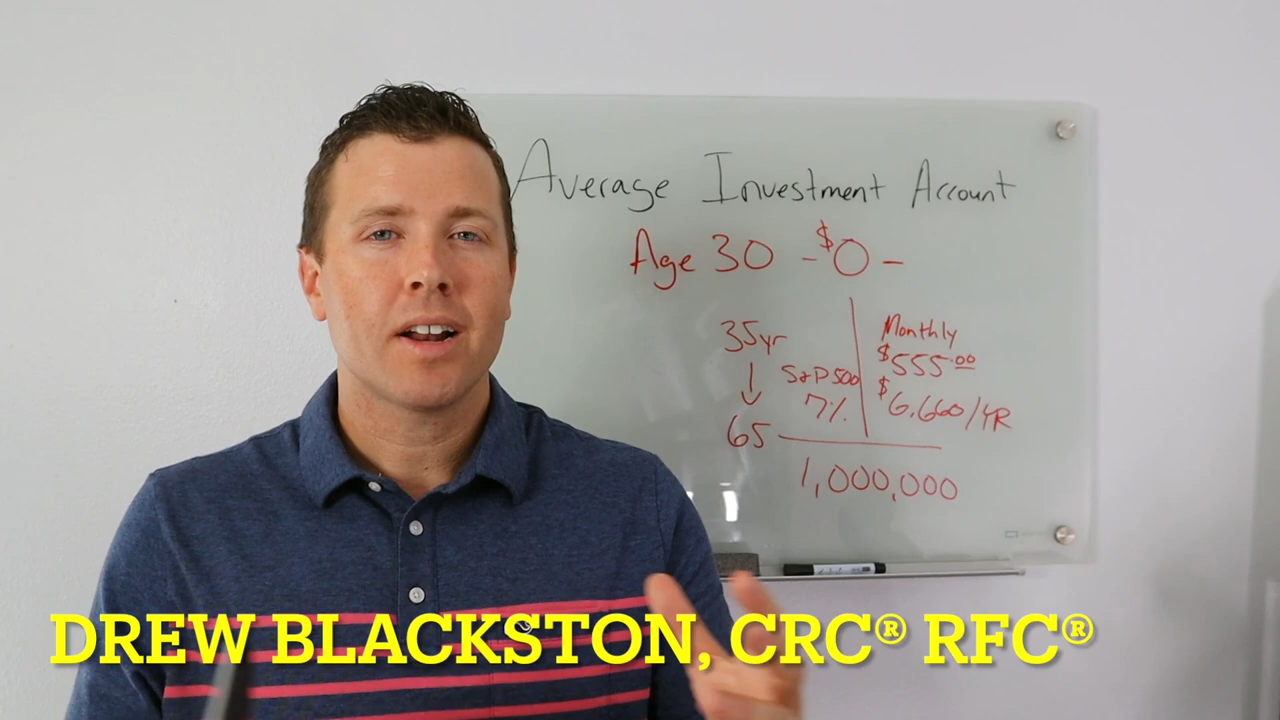 Average Investment Account
Age 30 - $0 -
35yr
↓
65
S&P 500
7%
Monthly
$555.00
$6,660/YR
1,000,000
DREW BLACKSTON, CRC® RFC®